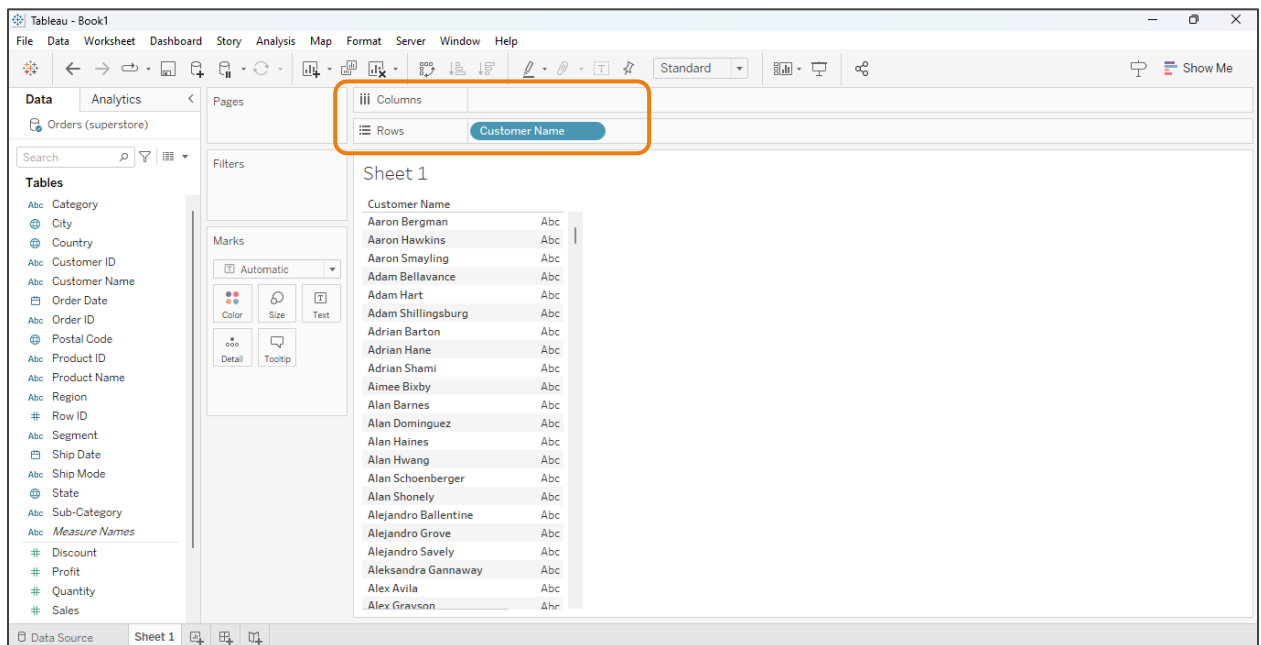 Tableau - Book1
File Data Worksheet Dashboard Story Analysis Map Format Server Window Help
Standard
Show Me
Data Analytics
Orders (superstore)
Search
Tables
Abc Category
City
Country
Abc Customer ID
Abc Customer Name
Order Date
Abc Order ID
Postal Code
Abc Product ID
Abc Product Name
Abc Region
# Row ID
Abc Segment
Ship Date
Abc Ship Mode
State
Abc Sub-Category
Abc Measure Names
# Discount
# Profit
# Quantity
# Sales
Pages
Filters
Marks
T Automatic
Color Size T Text
Detail Tooltip
iii Columns
Rows Customer Name
Sheet 1
Customer Name
Aaron Bergman Abc
Aaron Hawkins Abc
Aaron Smayling Abc
Adam Bellavance Abc
Adam Hart Abc
Adam Shillingsburg Abc
Adrian Barton Abc
Adrian Hane Abc
Adrian Shami Abc
Aimee Bixby Abc
Alan Barnes Abc
Alan Dominguez Abc
Alan Haines Abc
Alan Hwang Abc
Alan Schoenberger Abc
Alan Shonely Abc
Alejandro Ballentine Abc
Alejandro Grove Abc
Alejandro Savely Abc
Aleksandra Gannaway Abc
Alex Avila Abc
Alex Grayson Abc
Data Source Sheet 1